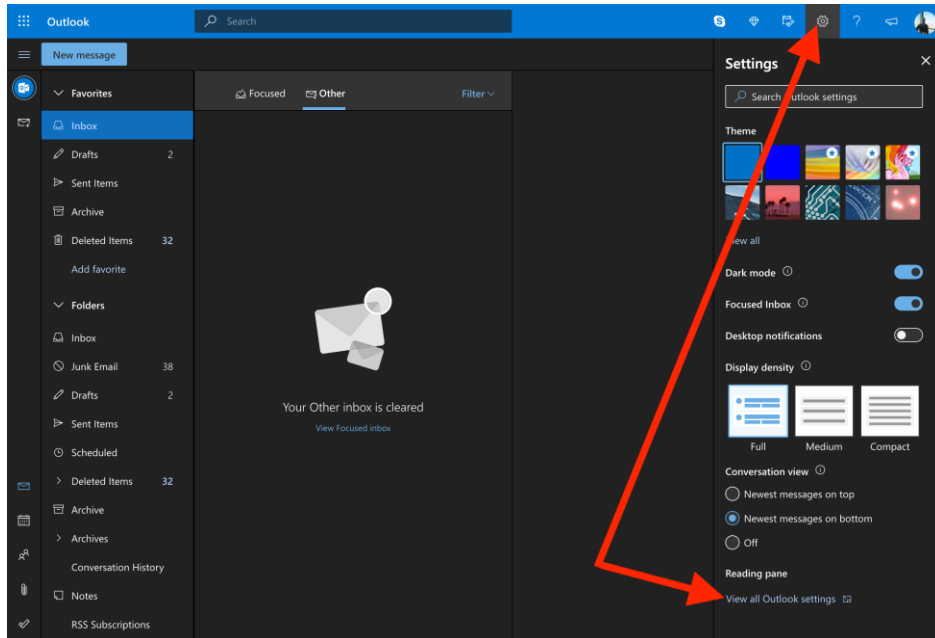 Outlook
Search
New message
Favorites
Inbox
Drafts 2
Sent Items
Archive
Deleted Items 32
Add favorite
Folders
Inbox
Junk Email 38
Drafts 2
Sent Items
Scheduled
Deleted Items 32
Archive
Archives
Conversation History
Notes
RSS Subscriptions
Focused Other Filter
Your Other inbox is cleared
View Focused inbox
Settings
Search Outlook settings
Theme
View all
Dark mode
Focused Inbox
Desktop notifications
Display density
Full Medium Compact
Conversation view
Newest messages on top
Newest messages on bottom
Off
Reading pane
View all Outlook settings